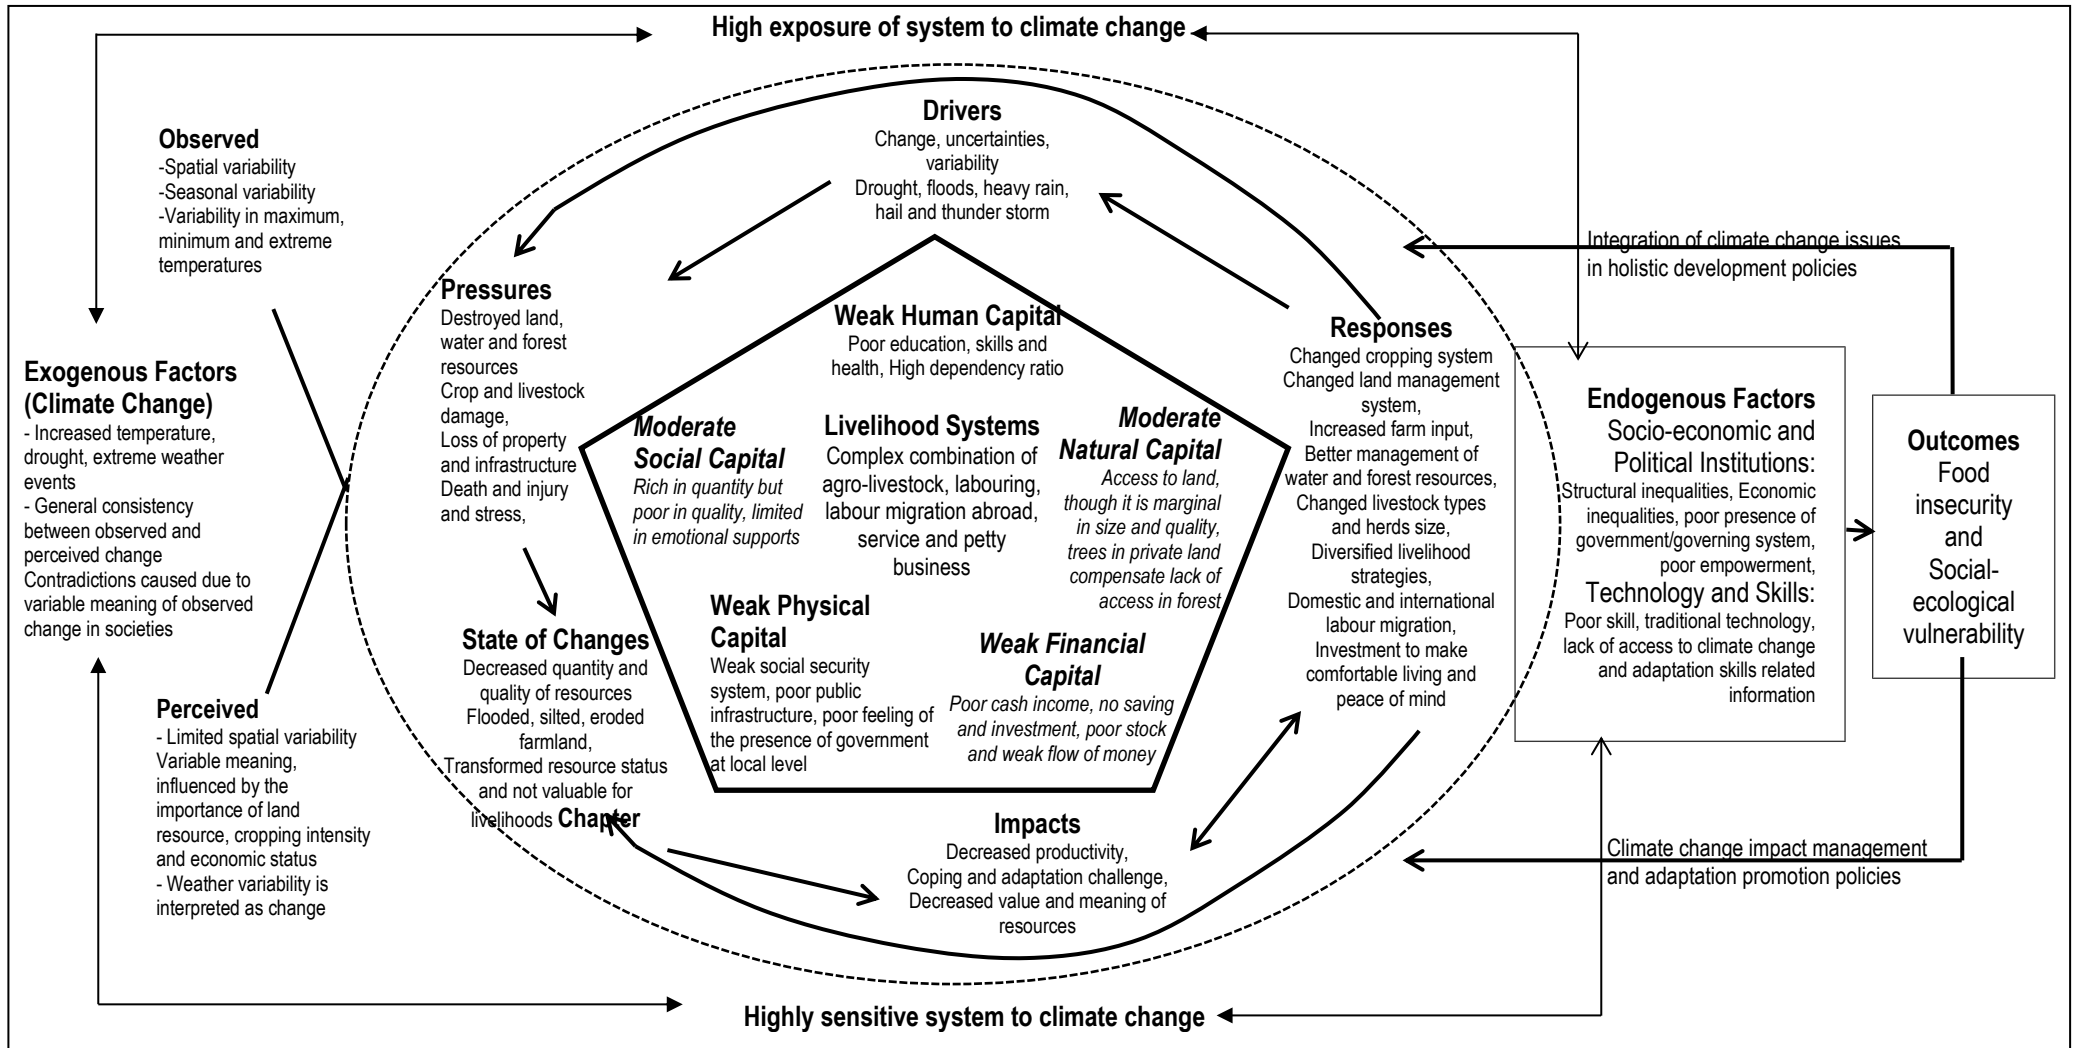 High exposure of system to climate change
Observed
-Spatial variability
-Seasonal variability
-Variability in maximum,
minimum and extreme
temperatures
Exogenous Factors
(Climate Change)
- Increased temperature,
drought, extreme weather
events
- General consistency
between observed and
perceived change
Contradictions caused due to
variable meaning of observed
change in societies
Perceived
- Limited spatial variability
Variable meaning,
influenced by the
importance of land
resource, cropping intensity
and economic status
- Weather variability is
interpreted as change
Drivers
Change, uncertainties,
variability
Drought, floods, heavy rain,
hail and thunder storm
Pressures
Destroyed land,
water and forest
resources
Crop and livestock
damage,
Loss of property
and infrastructure
Death and injury
and stress,
State of Changes
Decreased quantity and
quality of resources
Flooded, silted, eroded
farmland,
Transformed resource status
and not valuable for
livelihoods Chapter
Weak Human Capital
Poor education, skills and
health, High dependency ratio
Moderate
Social Capital
Rich in quantity but
poor in quality, limited
in emotional supports
Livelihood Systems
Complex combination of
agro-livestock, labouring,
labour migration abroad,
service and petty
business
Moderate
Natural Capital
Access to land,
though it is marginal
in size and quality,
trees in private land
compensate lack of
access in forest
Weak Physical
Capital
Weak social security
system, poor public
infrastructure, poor feeling of
the presence of government
at local level
Weak Financial
Capital
Poor cash income, no saving
and investment, poor stock
and weak flow of money
Impacts
Decreased productivity,
Coping and adaptation challenge,
Decreased value and meaning of
resources
Responses
Changed cropping system
Changed land management
system,
Increased farm input,
Better management of
water and forest resources,
Changed livestock types
and herds size,
Diversified livelihood
strategies,
Domestic and international
labour migration,
Investment to make
comfortable living and
peace of mind
Integration of climate change issues
in holistic development policies
Endogenous Factors
Socio-economic and
Political Institutions:
Structural inequalities, Economic
inequalities, poor presence of
government/governing system,
poor empowerment,
Technology and Skills:
Poor skill, traditional technology,
lack of access to climate change
and adaptation skills related
information
Outcomes
Food
insecurity
and
Social-
ecological
vulnerability
Climate change impact management
and adaptation promotion policies
Highly sensitive system to climate change